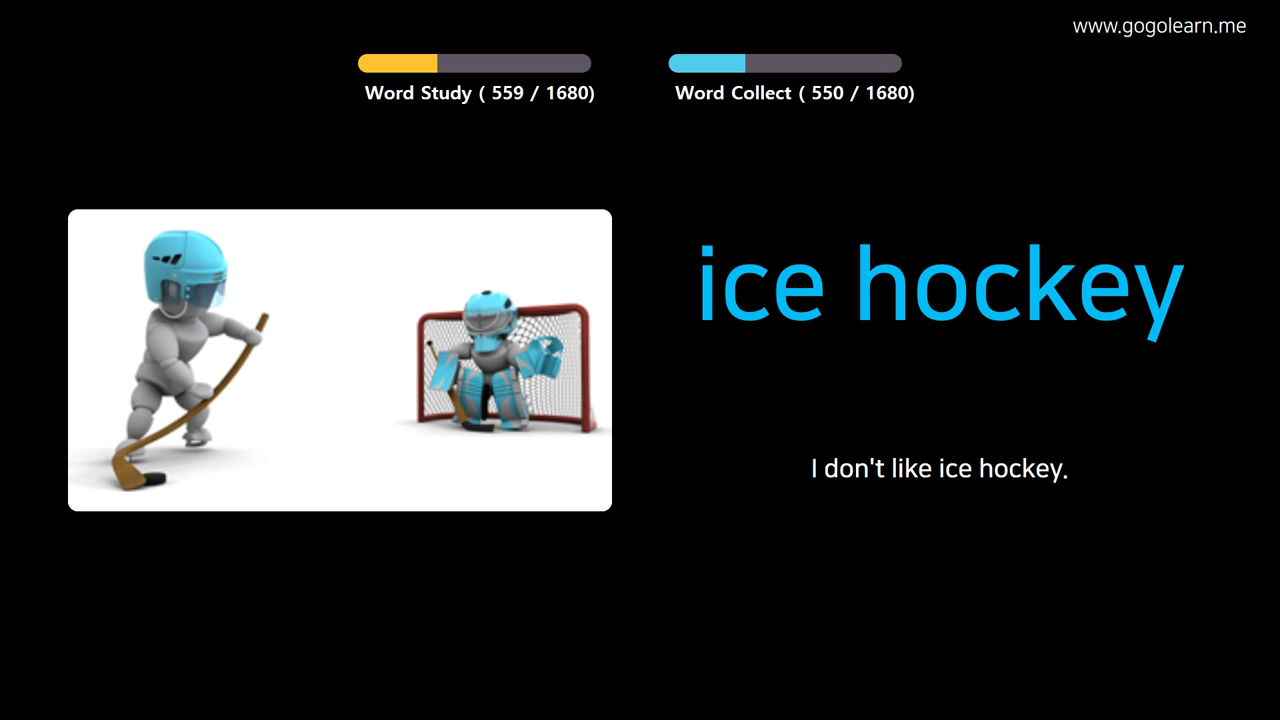 www.gogolearn.me
Word Study ( 559 / 1680)
Word Collect ( 550 / 1680)
ice hockey
I don't like ice hockey.